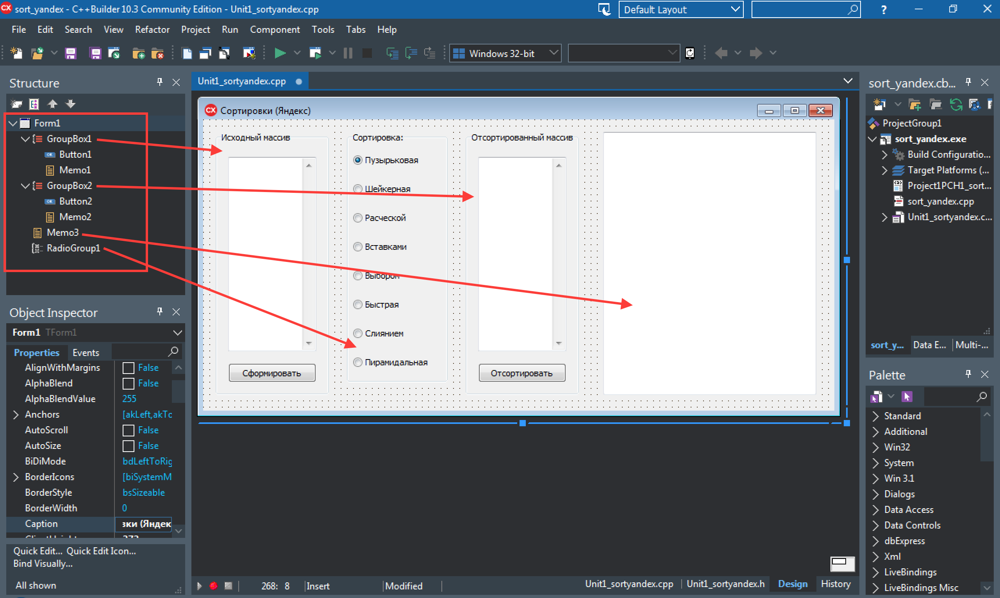 sort_yandex - C++Builder 10.3 Community Edition - Unit1_sortyandex.cpp
Default Layout
?
File Edit Search View Refactor Project Run Component Tools Tabs Help
Windows 32-bit
Structure
Form1
GroupBox1
Button1
Memo1
GroupBox2
Button2
Memo2
Memo3
RadioGroup1
Object Inspector
Form1 TForm1
Properties Events
AlignWithMargins False
AlphaBlend False
AlphaBlendValue 255
Anchors [akLeft,akTo
AutoScroll False
AutoSize False
BiDiMode bdLeftToRig
BorderIcons [biSystemM
BorderStyle bsSizeable
BorderWidth 0
Caption зки (Яндек
Quick Edit... Quick Edit Icon...
Bind Visually...
All shown
Unit1_sortyandex.cpp
Сортировки (Яндекс)
Исходный массив
Сформировать
Сортировка:
Пузырьковая
Шейкерная
Расческой
Вставками
Выбором
Быстрая
Слиянием
Пирамидальная
Отсортированный массив
Отсортировать
268: 8 Insert Modified
Unit1_sortyandex.cpp Unit1_sortyandex.h Design History
sort_yandex.cb...
ProjectGroup1
sort_yandex.exe
Build Configuratio...
Target Platforms (...
Project1PCH1_sort...
sort_yandex.cpp
Unit1_sortyandex.c...
sort_y... Data E... Multi-...
Palette
Standard
Additional
Win32
System
Win 3.1
Dialogs
Data Access
Data Controls
dbExpress
Xml
LiveBindings
LiveBindings Misc